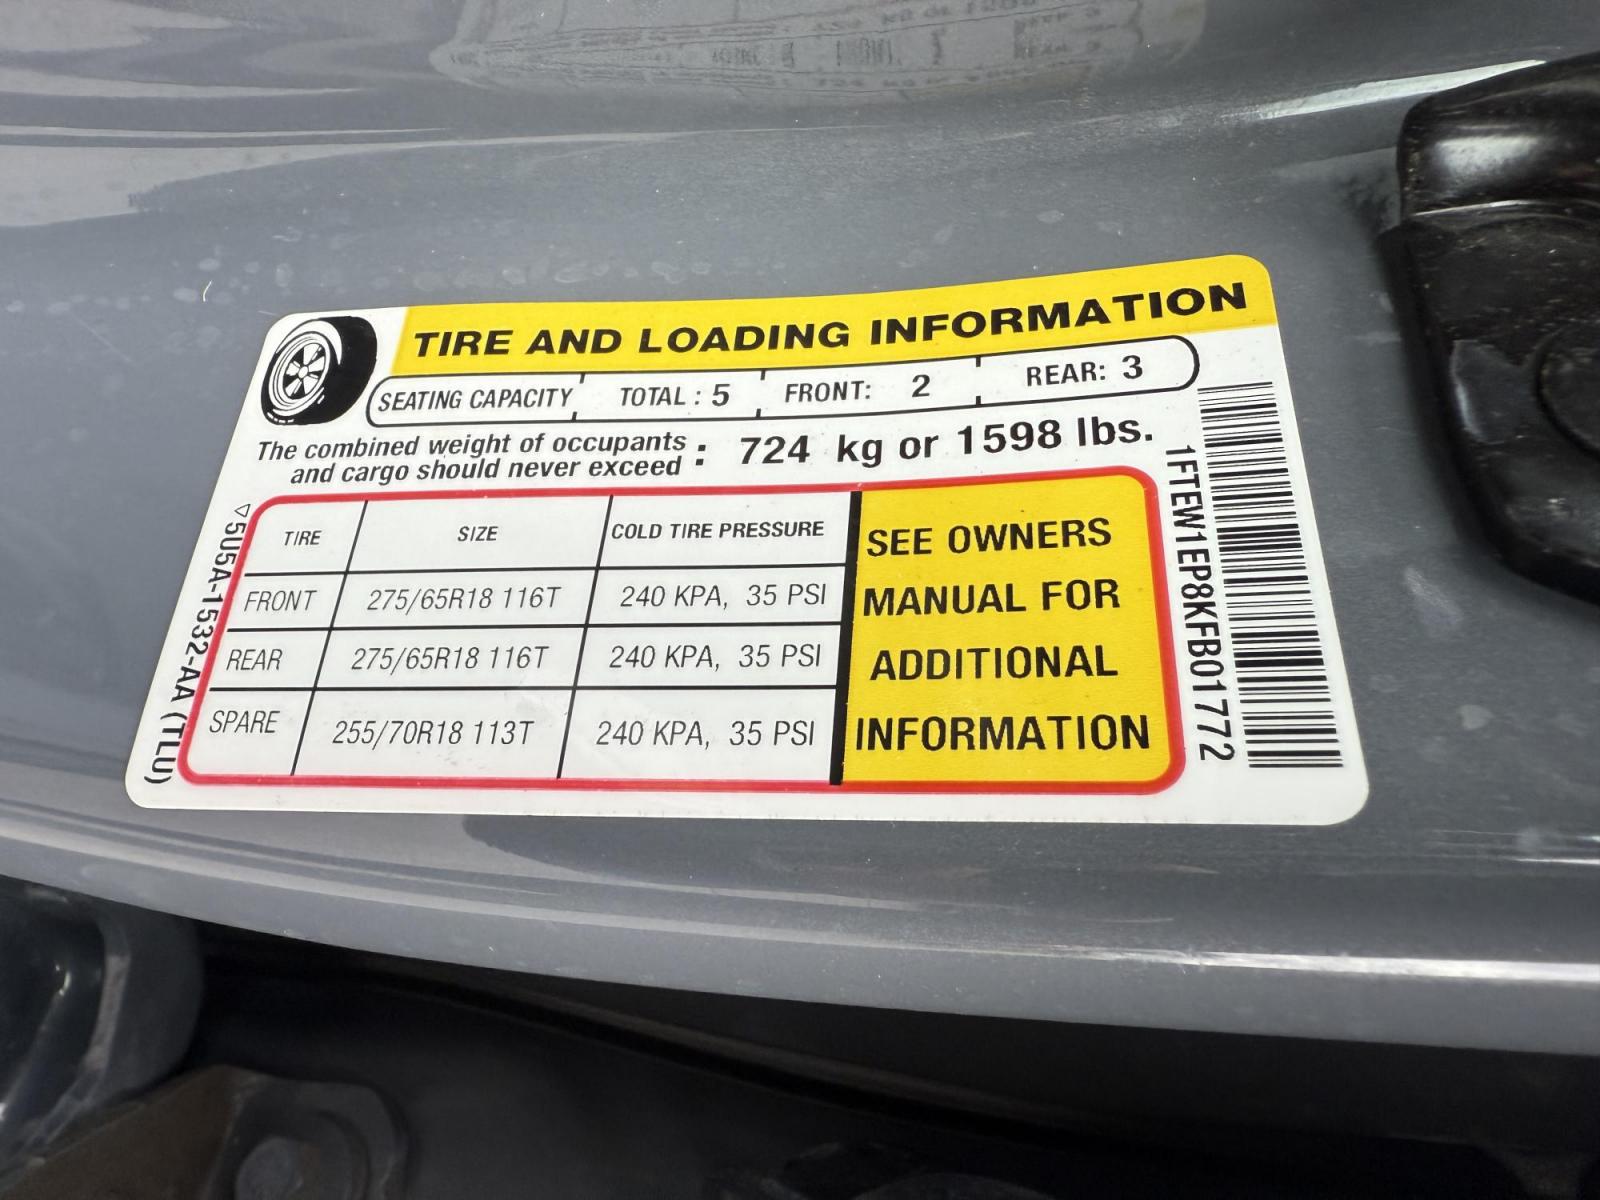 TIRE AND LOADING INFORMATION
SEATING CAPACITY TOTAL : 5 FRONT: 2 REAR: 3
The combined weight of occupants
and cargo should never exceed : 724 kg or 1598 lbs.
TIRE SIZE COLD TIRE PRESSURE
FRONT 275/65R18 116T 240 KPA, 35 PSI
REAR 275/65R18 116T 240 KPA, 35 PSI
SPARE 255/70R18 113T 240 KPA, 35 PSI
SEE OWNERS
MANUAL FOR
ADDITIONAL
INFORMATION
▽5U5A-1532-AA (TLU)
1FTEW1EP8KFB01772